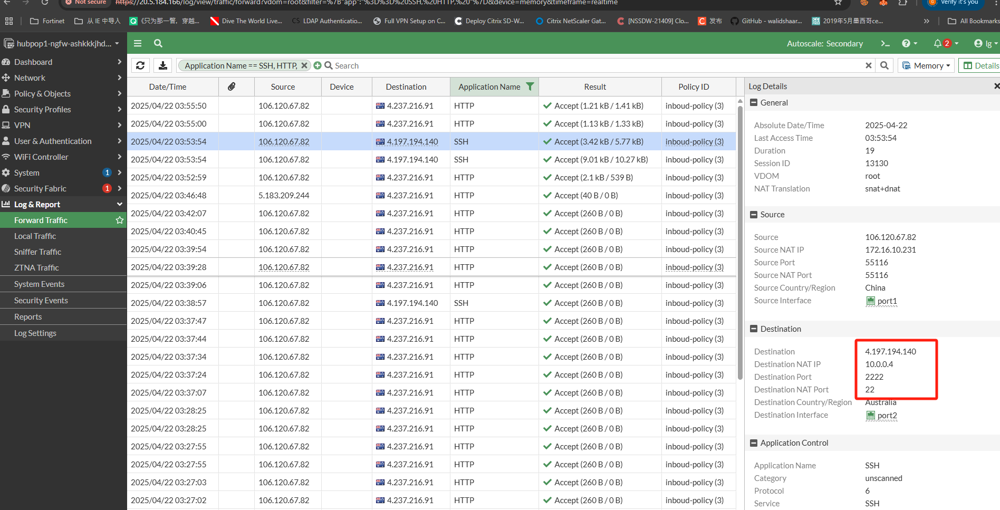 Not secure https://20.5.184.166/log/view/traffic/forward?vdom=root&filter=%7B"app":"%3D%3D%20SSH,%20HTTP,%20"%7D&device=memory&timeframe=realtime Verify it's you
Fortinet 从 IE 中导入 《只为那一瞥，穿越... Dive The World Live... CS LDAP Authenticatio... Full VPN Setup on C... Deploy Citrix SD-W... Citrix NetScaler Gat... [NSSDW-21409] Clo... 发布 GitHub - walidshaar... 2019年5月墨西哥ce... » All Bookmarks
hubpop1-ngfw-ashkkkjhd... Autoscale: Secondary >_ ? 2 lg
Dashboard
Network
Policy & Objects
Security Profiles
VPN
User & Authentication
WiFi Controller
System 1
Security Fabric 1
Log & Report
Forward Traffic
Local Traffic
Sniffer Traffic
ZTNA Traffic
System Events
Security Events
Reports
Log Settings
Application Name == SSH, HTTP, Search Memory Details
Date/Time Source Device Destination Application Name Result Policy ID
2025/04/22 03:55:50 106.120.67.82 4.237.216.91 HTTP Accept (1.21 kB / 1.41 kB) inboud-policy (3)
2025/04/22 03:55:00 106.120.67.82 4.237.216.91 HTTP Accept (1.13 kB / 1.33 kB) inboud-policy (3)
2025/04/22 03:53:54 106.120.67.82 4.197.194.140 SSH Accept (3.42 kB / 5.77 kB) inboud-policy (3)
2025/04/22 03:53:54 106.120.67.82 4.197.194.140 SSH Accept (9.01 kB / 10.27 kB) inboud-policy (3)
2025/04/22 03:52:59 106.120.67.82 4.237.216.91 HTTP Accept (2.1 kB / 539 B) inboud-policy (3)
2025/04/22 03:46:48 5.183.209.244 4.237.216.91 HTTP Accept (40 B / 0 B) inboud-policy (3)
2025/04/22 03:42:07 106.120.67.82 4.237.216.91 HTTP Accept (260 B / 0 B) inboud-policy (3)
2025/04/22 03:40:45 106.120.67.82 4.237.216.91 HTTP Accept (260 B / 0 B) inboud-policy (3)
2025/04/22 03:39:54 106.120.67.82 4.237.216.91 HTTP Accept (260 B / 0 B) inboud-policy (3)
2025/04/22 03:39:28 106.120.67.82 4.237.216.91 HTTP Accept (260 B / 0 B) inboud-policy (3)
2025/04/22 03:39:06 106.120.67.82 4.237.216.91 HTTP Accept (260 B / 0 B) inboud-policy (3)
2025/04/22 03:38:57 106.120.67.82 4.197.194.140 SSH Accept (260 B / 0 B) inboud-policy (3)
2025/04/22 03:37:47 106.120.67.82 4.237.216.91 HTTP Accept (260 B / 0 B) inboud-policy (3)
2025/04/22 03:37:44 106.120.67.82 4.237.216.91 HTTP Accept (260 B / 0 B) inboud-policy (3)
2025/04/22 03:37:34 106.120.67.82 4.237.216.91 HTTP Accept (260 B / 0 B) inboud-policy (3)
2025/04/22 03:37:24 106.120.67.82 4.237.216.91 HTTP Accept (260 B / 0 B) inboud-policy (3)
2025/04/22 03:37:07 106.120.67.82 4.237.216.91 HTTP Accept (260 B / 0 B) inboud-policy (3)
2025/04/22 03:28:25 106.120.67.82 4.237.216.91 HTTP Accept (260 B / 0 B) inboud-policy (3)
2025/04/22 03:28:25 106.120.67.82 4.237.216.91 HTTP Accept (260 B / 0 B) inboud-policy (3)
2025/04/22 03:27:55 106.120.67.82 4.237.216.91 HTTP Accept (260 B / 0 B) inboud-policy (3)
2025/04/22 03:27:55 106.120.67.82 4.237.216.91 HTTP Accept (260 B / 0 B) inboud-policy (3)
2025/04/22 03:27:03 106.120.67.82 4.237.216.91 HTTP Accept (260 B / 0 B) inboud-policy (3)
2025/04/22 03:27:02 106.120.67.82 4.237.216.91 HTTP Accept (260 B / 0 B) inboud-policy (3)
Log Details
General
Absolute Date/Time 2025-04-22
Last Access Time 03:53:54
Duration 19
Session ID 13130
VDOM root
NAT Translation snat+dnat
Source
Source 106.120.67.82
Source NAT IP 172.16.10.231
Source Port 55116
Source NAT Port 55116
Source Country/Region China
Source Interface port1
Destination
Destination 4.197.194.140
Destination NAT IP 10.0.0.4
Destination Port 2222
Destination NAT Port 22
Destination Country/Region Australia
Destination Interface port2
Application Control
Application Name SSH
Category unscanned
Protocol 6
Service SSH